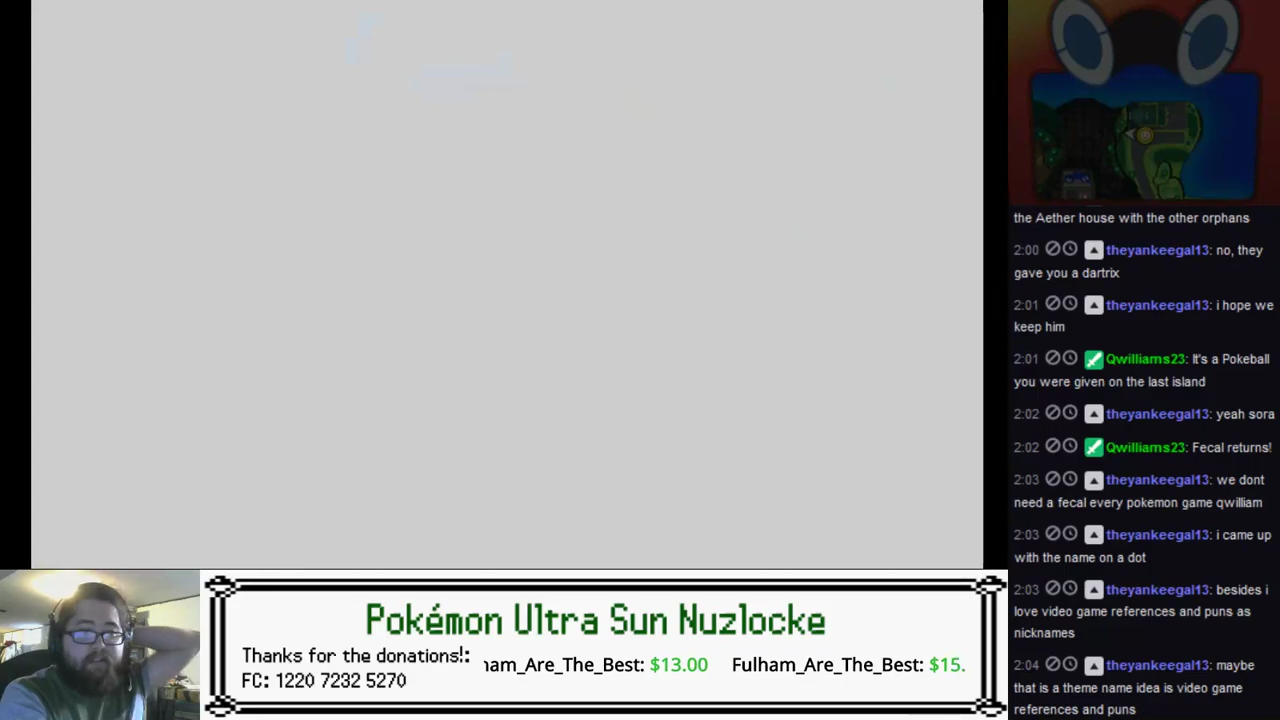 the Aether house with the other orphans
2:00 theyankeegal13: no, they
gave you a dartrix
2:01 theyankeegal13: i hope we
keep him
2:01 Qwilliams23: It's a Pokeball
you were given on the last island
2:02 theyankeegal13: yeah sora
2:02 Qwilliams23: Fecal returns!
2:03 theyankeegal13: we dont
need a fecal every pokemon game qwilliam
2:03 theyankeegal13: i came up
with the name on a dot
2:03 theyankeegal13: besides i
love video game references and puns as
nicknames
2:04 theyankeegal13: maybe
that is a theme name idea is video game
references and puns
Pokémon Ultra Sun Nuzlocke
Thanks for the donations!:
FC: 1220 7232 5270
ham_Are_The_Best: $13.00 Fulham_Are_The_Best: $15.